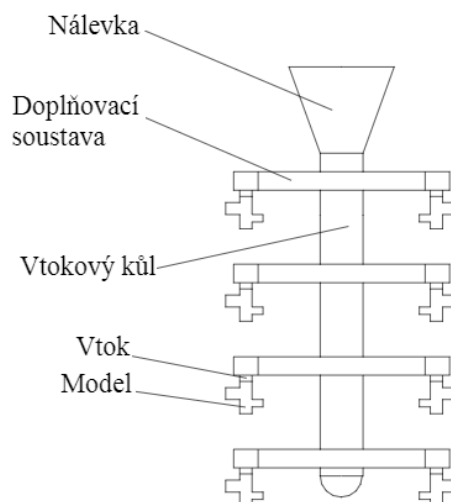 Nálevka
Doplňovací
soustava
Vtokový kůl
Vtok
Model